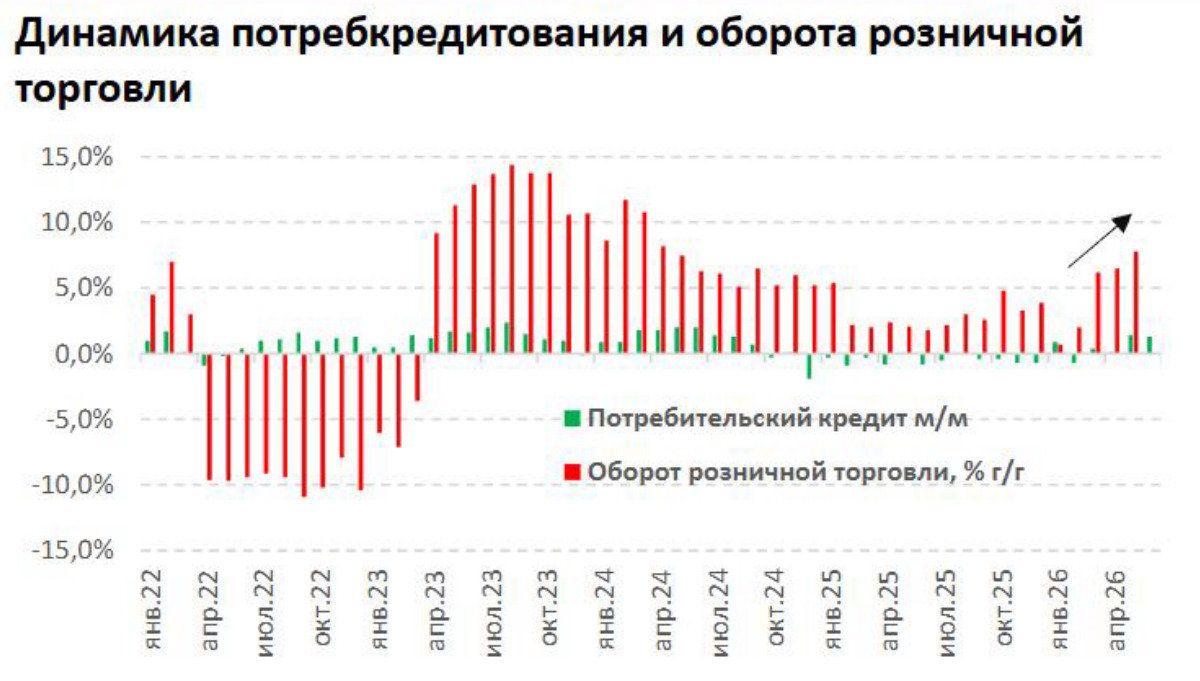 Динамика потребкредитования и оборота розничной
торговли
15,0%
10,0%
5,0%
0,0%
-5,0%
-10,0%
-15,0%
Потребительский кредит м/м
Оборот розничной торговли, % г/г
янв.22
апр.22
июл.22
окт.22
янв.23
апр.23
июл.23
окт.23
янв.24
апр.24
июл.24
окт.24
янв.25
апр.25
июл.25
окт.25
янв.26
апр.26